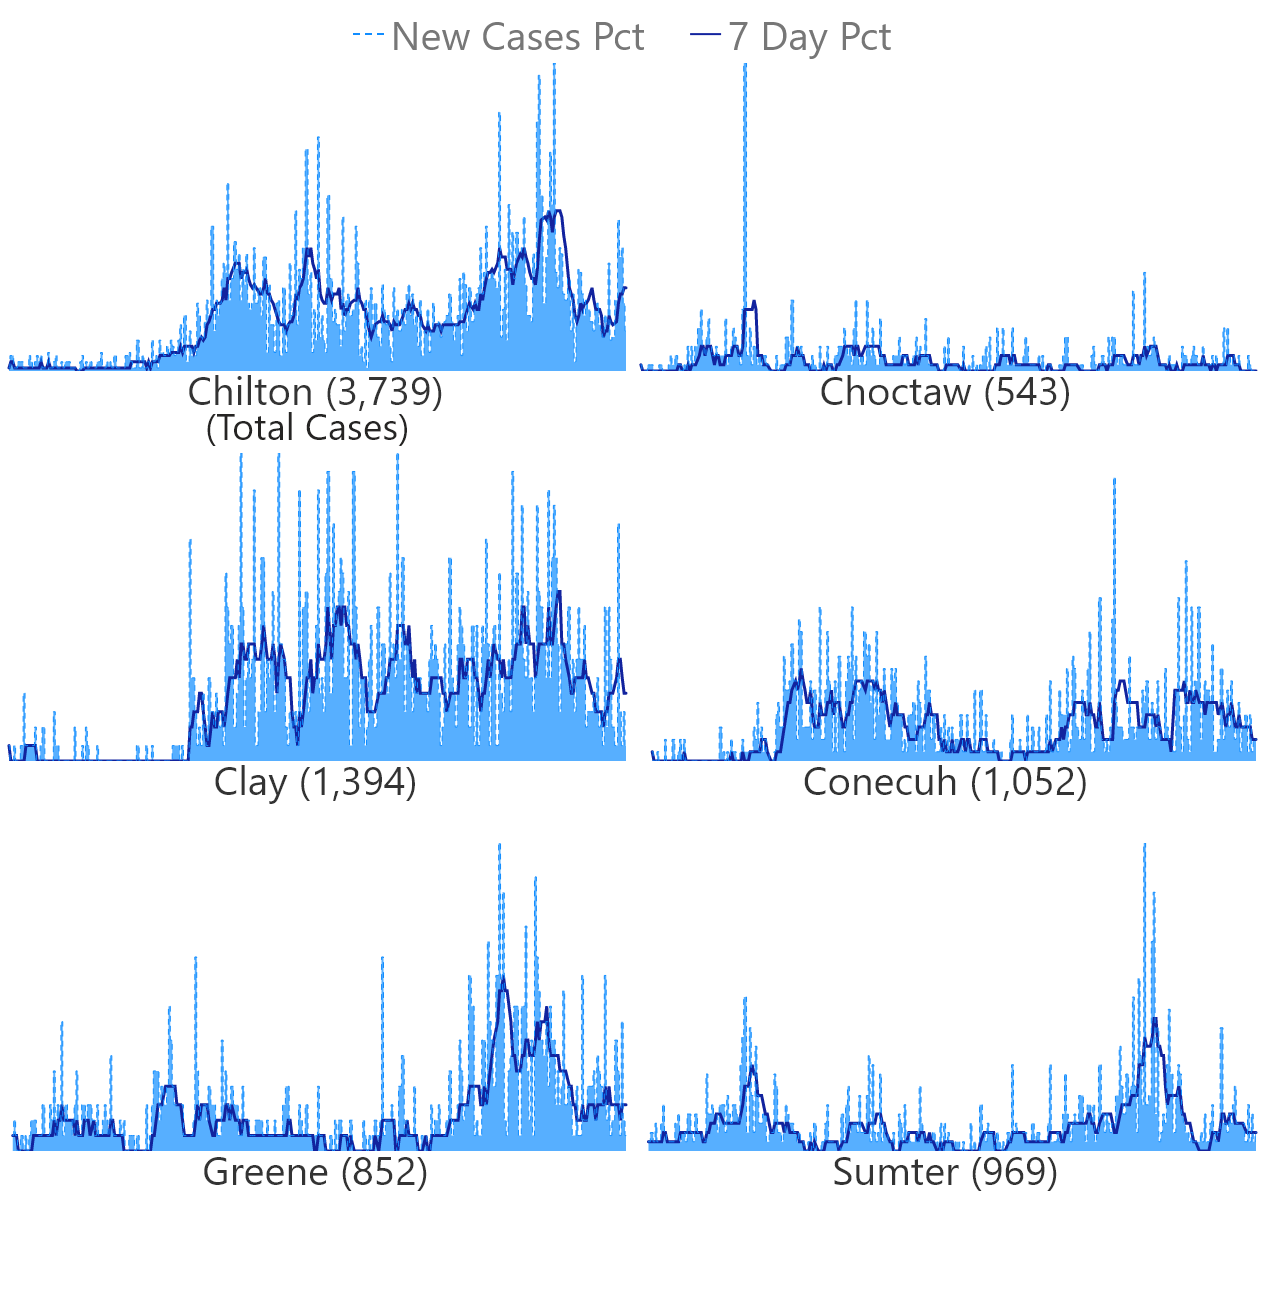 New Cases Pct 7 Day Pct
Chilton (3,739) Choctaw (543)
(Total Cases)
Clay (1,394) Conecuh (1,052)
Greene (852) Sumter (969)